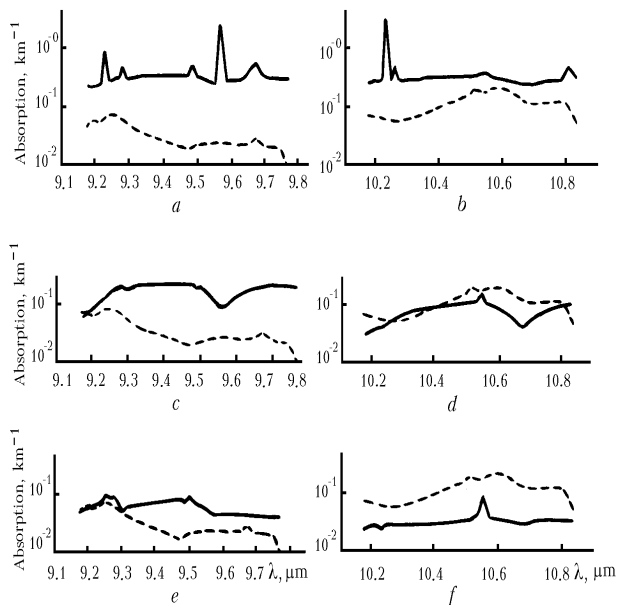 Absorption, km⁻¹
10⁻⁰
10⁻¹
10⁻²
9.1 9.2 9.3 9.4 9.5 9.6 9.7 9.8
a
10⁻⁰
10⁻¹
10⁻²
10.2 10.4 10.6 10.8
b
Absorption, km⁻¹
10⁻¹
10⁻²
9.1 9.2 9.3 9.4 9.5 9.6 9.7 9.8
c
10⁻¹
10⁻²
10.2 10.4 10.6 10.8
d
Absorption, km⁻¹
10⁻¹
10⁻²
9.1 9.2 9.3 9.4 9.5 9.6 9.7 λ, μm
e
10⁻¹
10⁻²
10.2 10.4 10.6 10.8 λ, μm
f